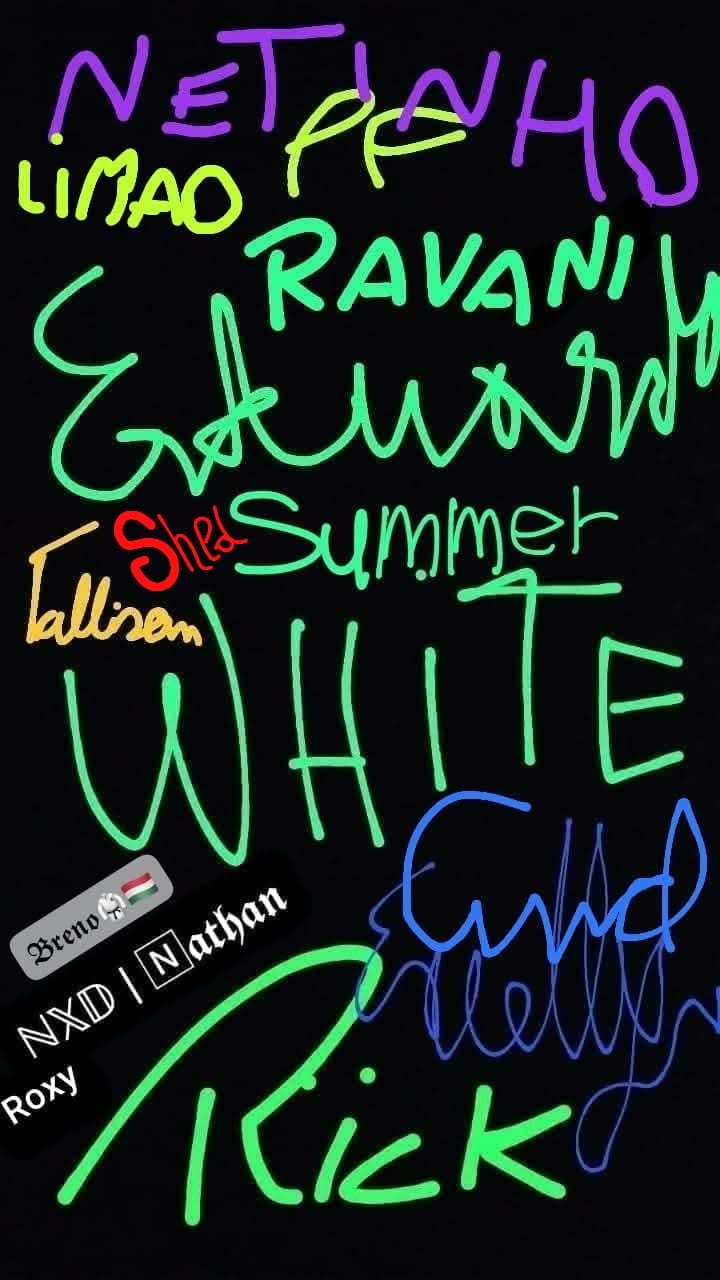 NETINHO
PP
LiMAO
RAVANI
Eduardo
Shed
Summer
Tallison
WHITE
Breno
NXD | Nathan
Roxy
Rick